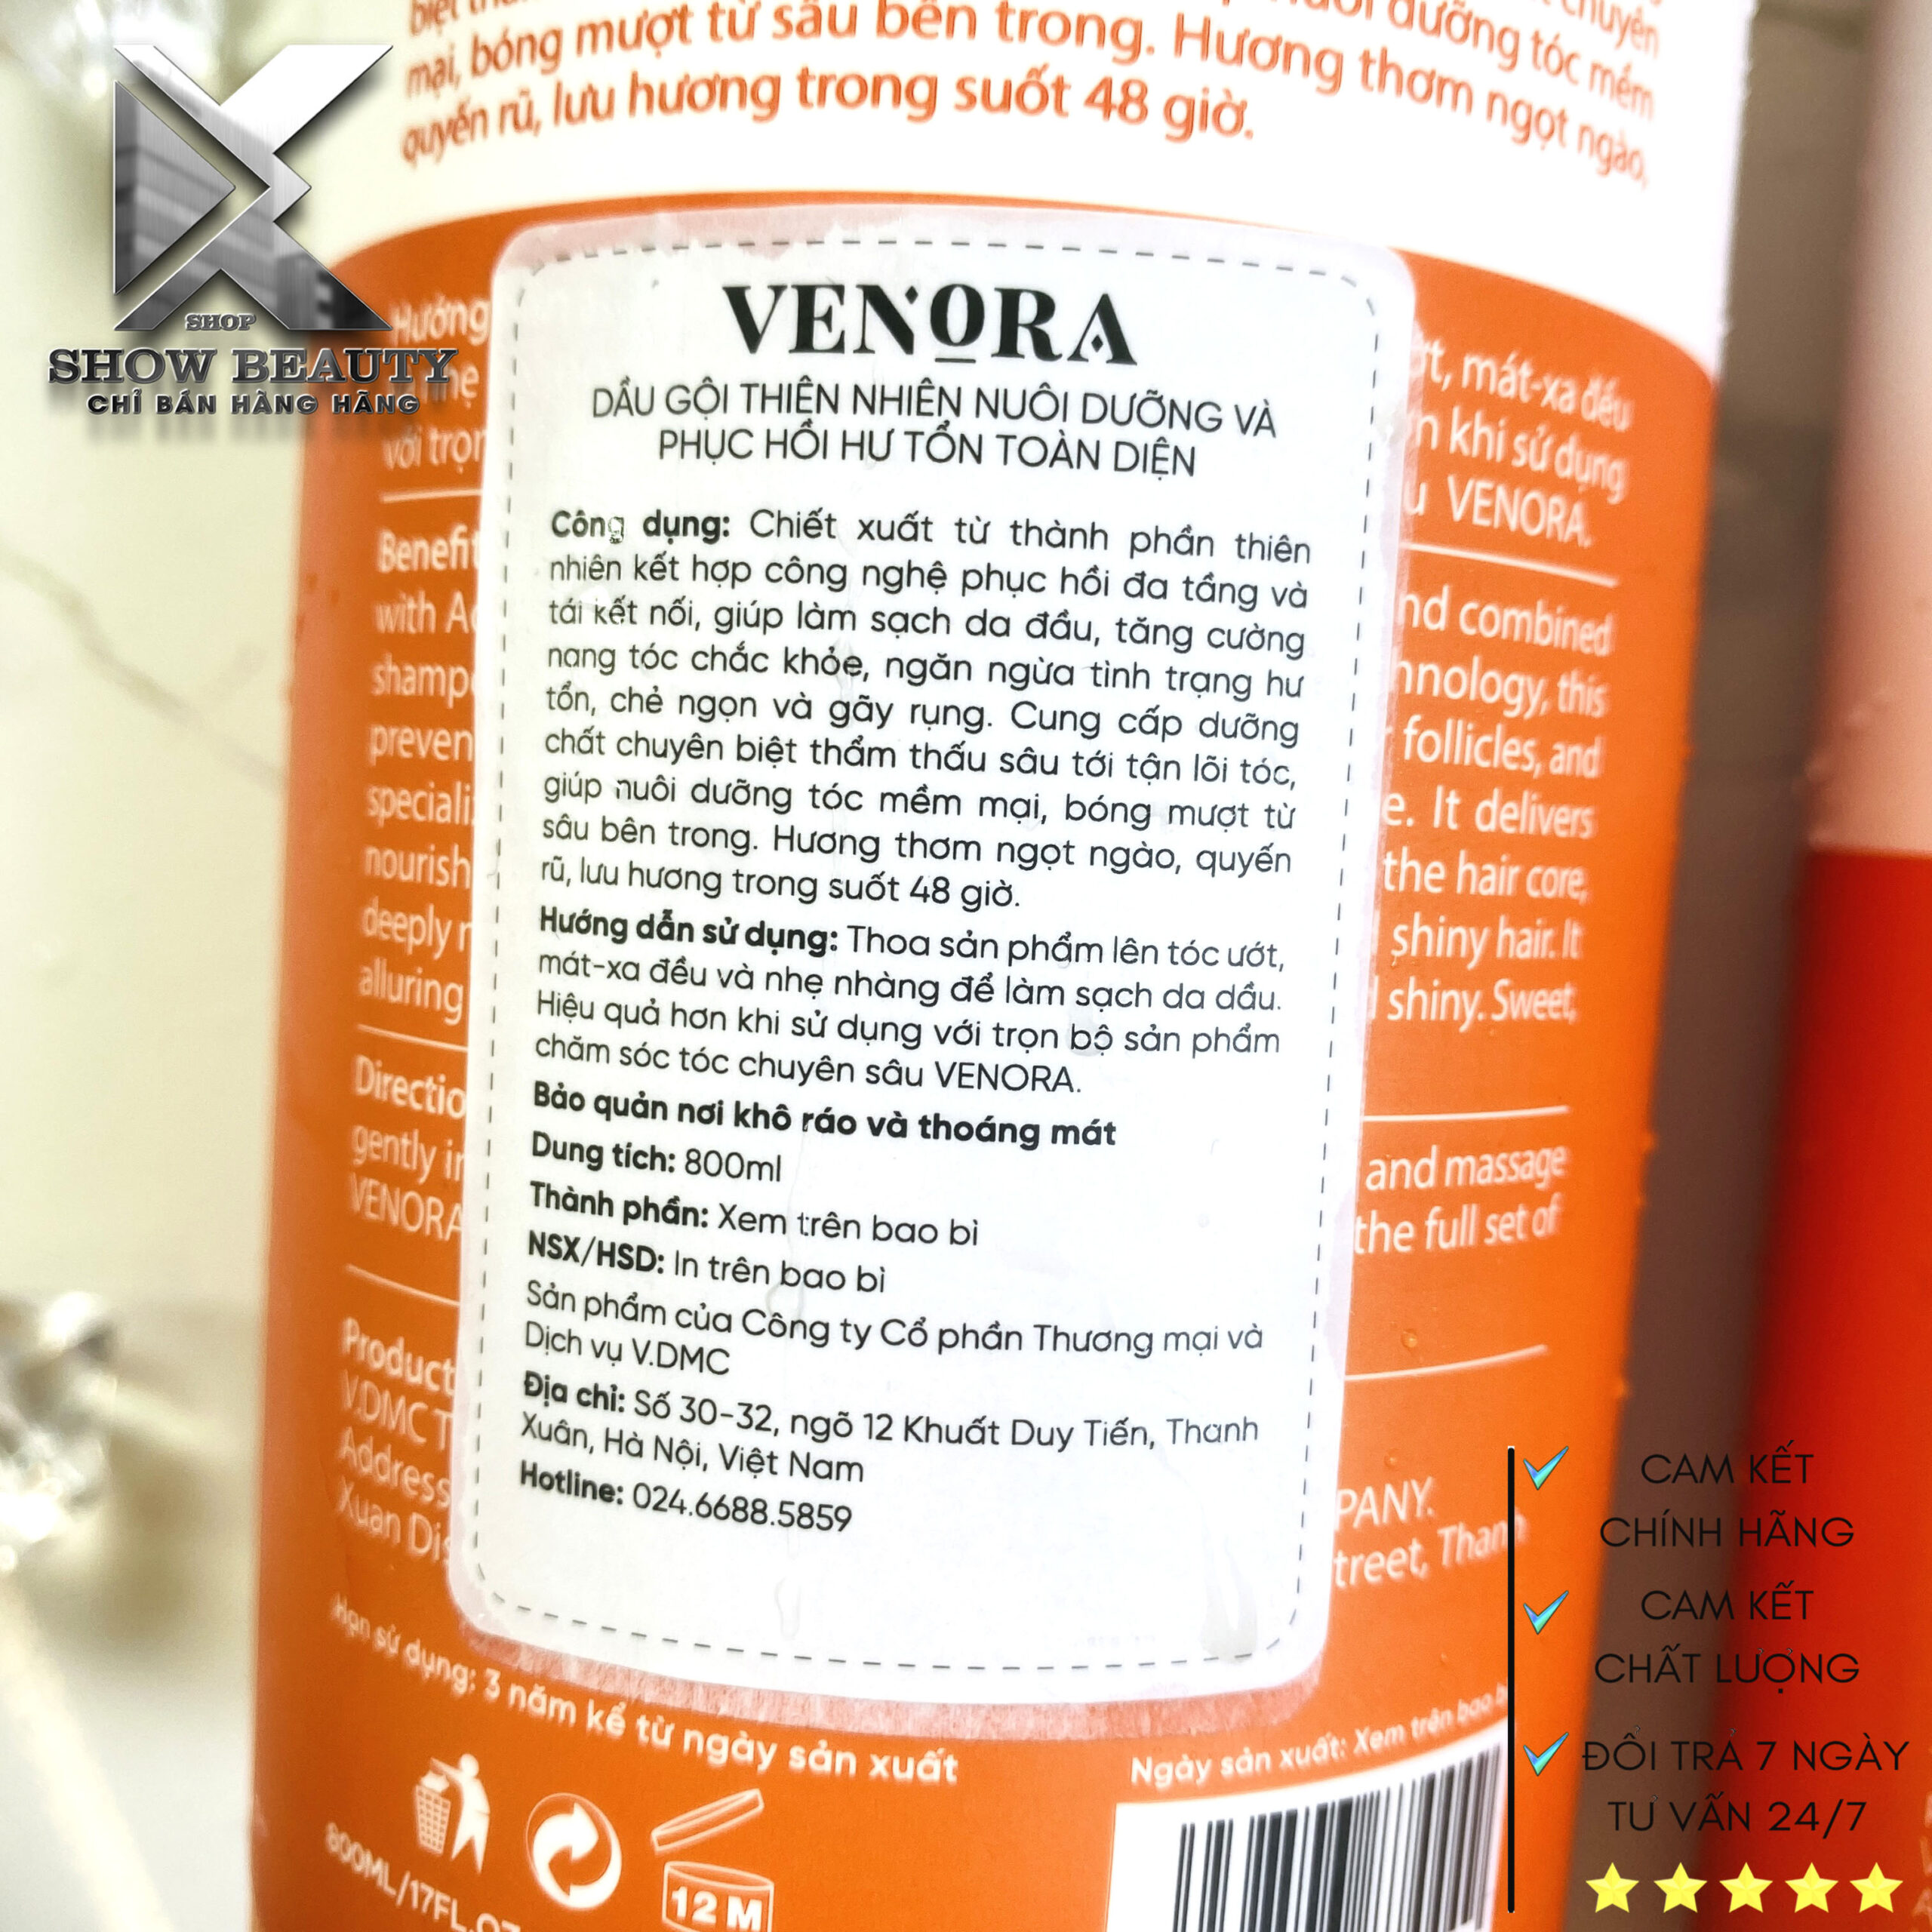 mại, bóng mượt từ sâu bên trong. Hương thơm ngọt ngào,
quyến rũ, lưu hương trong suốt 48 giờ.
dưỡng tóc mềm
chuyên
SHOP
SHOW BEAUTY
CHỈ BÁN HÀNG HÃNG
VENORA
DẦU GỘI THIÊN NHIÊN NUÔI DƯỠNG VÀ
PHỤC HỒI HƯ TỔN TOÀN DIỆN
Công dụng: Chiết xuất từ thành phần thiên
nhiên kết hợp công nghệ phục hồi đa tầng và
tái kết nối, giúp làm sạch da đầu, tăng cường
nang tóc chắc khỏe, ngăn ngừa tình trạng hư
tổn, chẻ ngọn và gãy rụng. Cung cấp dưỡng
chất chuyên biệt thẩm thấu sâu tới tận lõi tóc,
giúp nuôi dưỡng tóc mềm mại, bóng mượt từ
sâu bên trong. Hương thơm ngọt ngào, quyến
rũ, lưu hương trong suốt 48 giờ.
Hướng dẫn sử dụng: Thoa sản phẩm lên tóc ướt,
mát-xa đều và nhẹ nhàng để làm sạch da dầu.
Hiệu quả hơn khi sử dụng với trọn bộ sản phẩm
chăm sóc tóc chuyên sâu VENORA.
Bảo quản nơi khô ráo và thoáng mát
Dung tích: 800ml
Thành phần: Xem trên bao bì
NSX/HSD: In trên bao bì
Sản phẩm của Công ty Cổ phần Thương mại và
Dịch vụ V.DMC
Địa chỉ: Số 30-32, ngõ 12 Khuất Duy Tiến, Thanh
Xuân, Hà Nội, Việt Nam
Hotline: 024.6688.5859
Hướng
với
Benefit
with
shamp
preven
speciali
nourish
deeply
alluring
Directio
gently
VENORA
Product
V.DMC
Address
Xuan
mát-xa đều
khi sử dụng
VENORA.
combined
this
follicles, and
It delivers
the hair core,
shiny hair. It
shiny. Sweet,
and massage
the full set of
PANY.
treet, Thanh
Hạn sử dụng: 3 năm kể từ ngày sản xuất
Ngày sản xuất: Xem trên bao bì
800ML/17FL.OZ
12 M
CAM KẾT
CHÍNH HÃNG
CAM KẾT
CHẤT LƯỢNG
ĐỔI TRẢ 7 NGÀY
TƯ VẤN 24/7